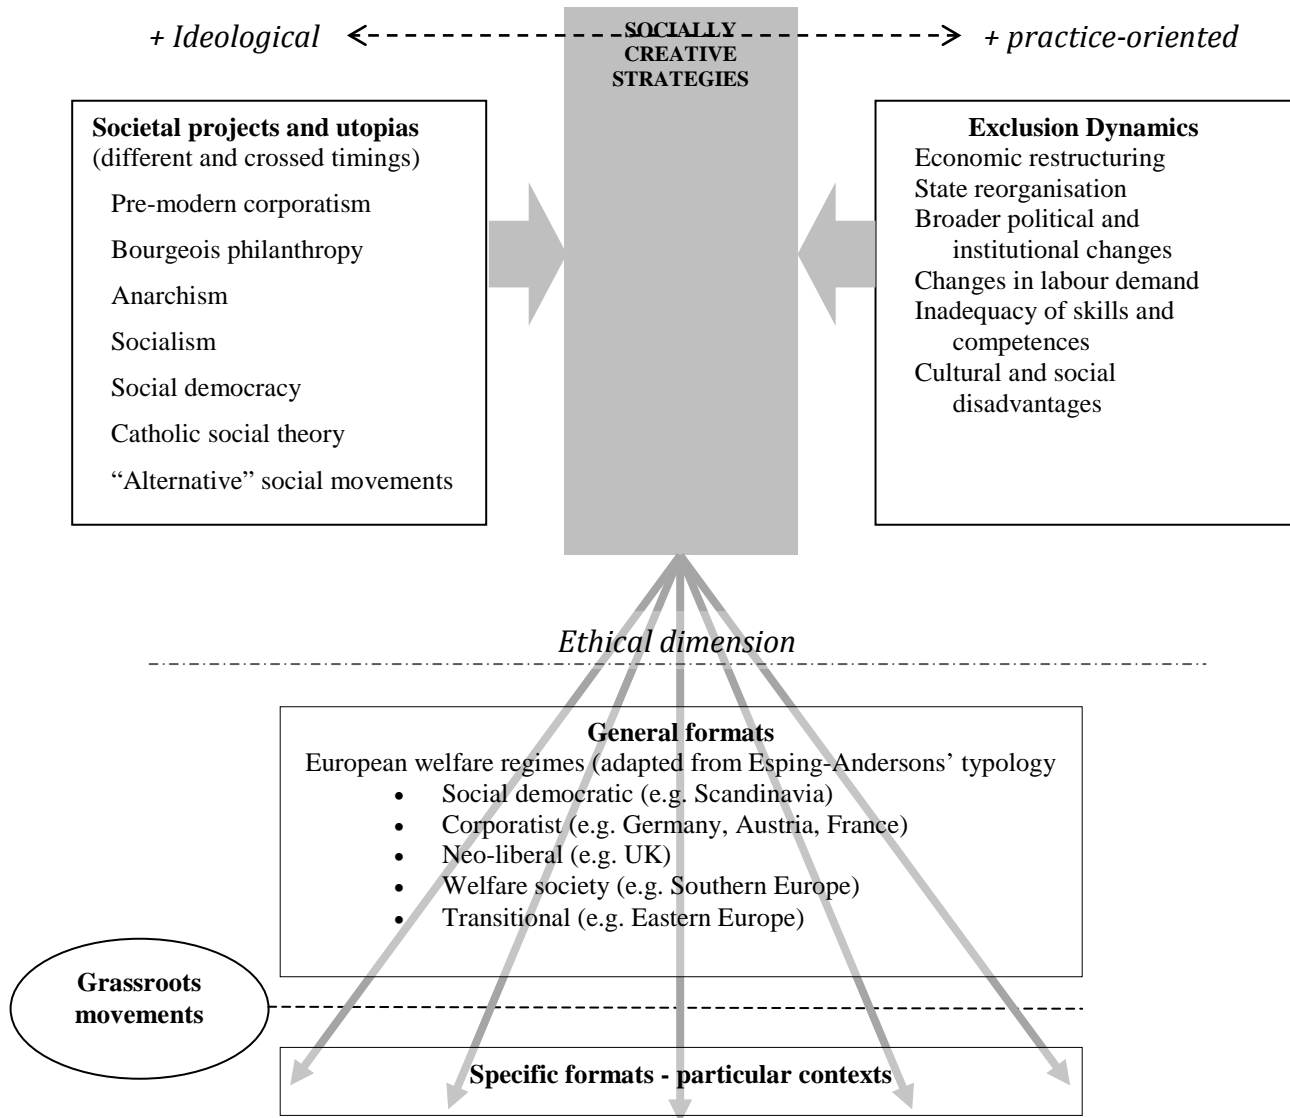 + Ideological
SOCIALLY
CREATIVE
STRATEGIES
+ practice-oriented
Societal projects and utopias
(different and crossed timings)
Pre-modern corporatism
Bourgeois philanthropy
Anarchism
Socialism
Social democracy
Catholic social theory
“Alternative” social movements
Exclusion Dynamics
Economic restructuring
State reorganisation
Broader political and
institutional changes
Changes in labour demand
Inadequacy of skills and
competences
Cultural and social
disadvantages
Ethical dimension
General formats
European welfare regimes (adapted from Esping-Andersons’ typology
• Social democratic (e.g. Scandinavia)
• Corporatist (e.g. Germany, Austria, France)
• Neo-liberal (e.g. UK)
• Welfare society (e.g. Southern Europe)
• Transitional (e.g. Eastern Europe)
Grassroots
movements
Specific formats - particular contexts